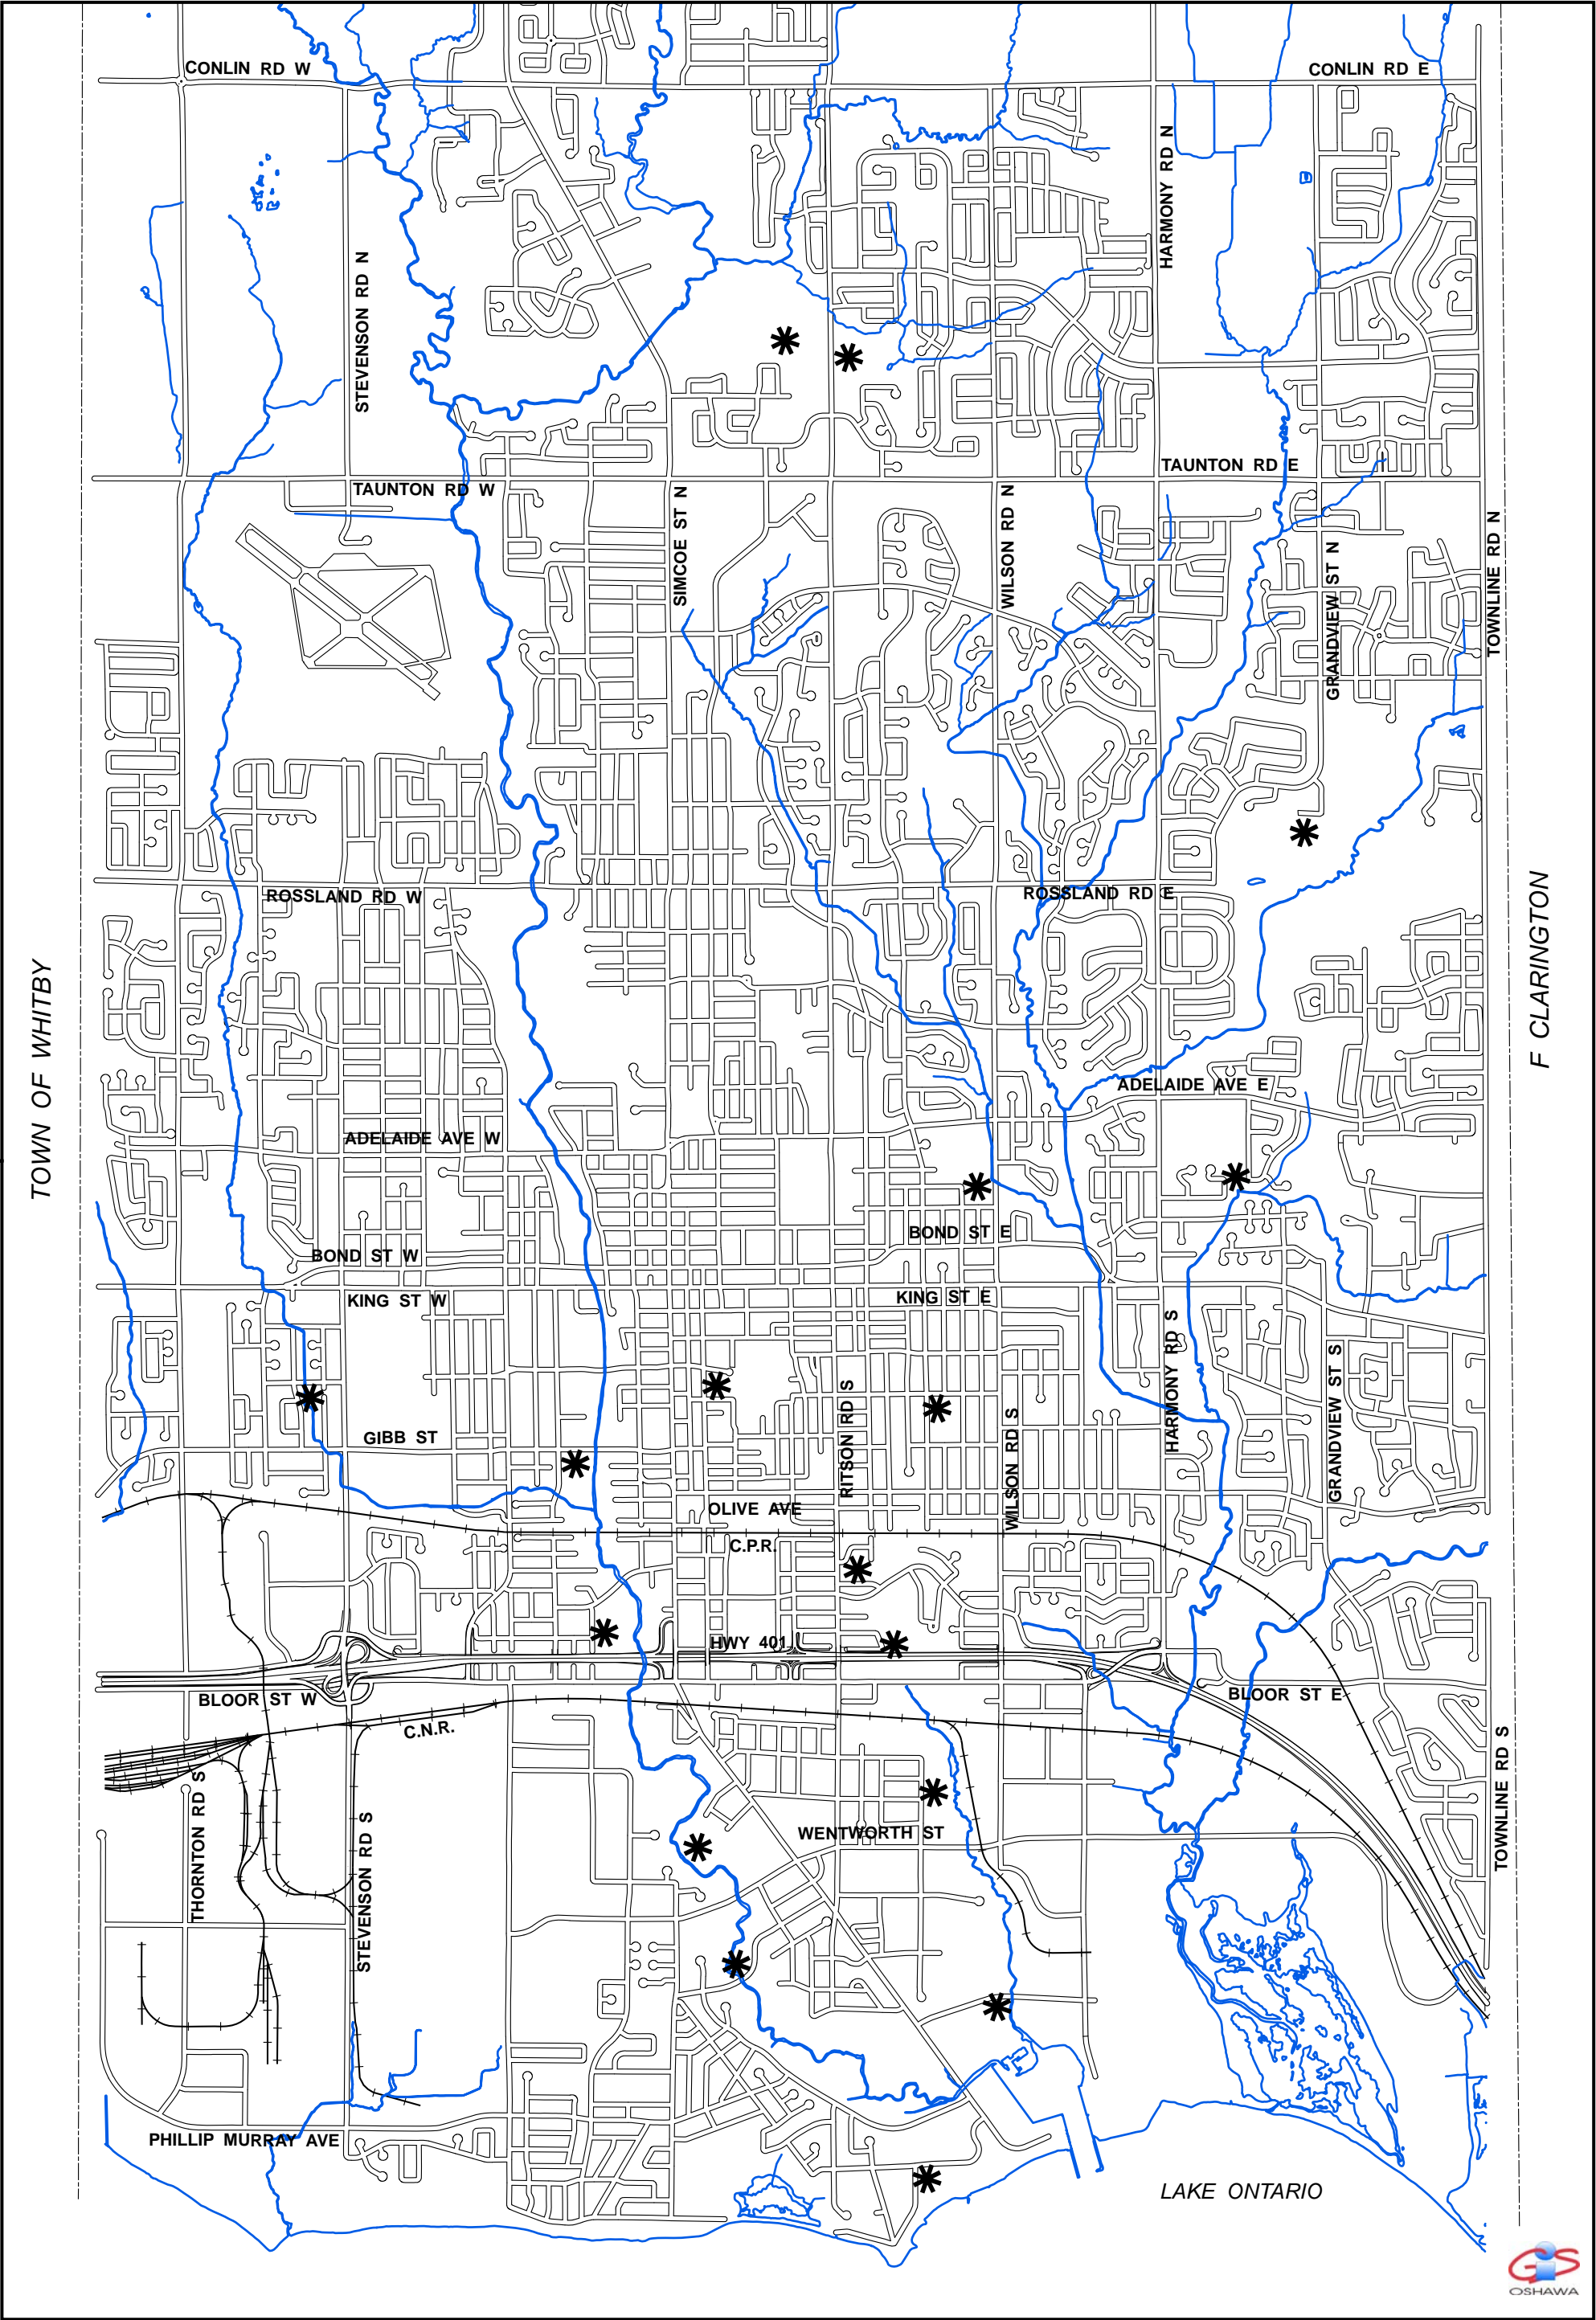 CONLIN RD W
CONLIN RD E
HARMONY RD N
STEVENSON RD N
TAUNTON RD E
TAUNTON RD W
SIMCOE ST N
WILSON RD N
GRANDVIEW ST N
TOWNLINE RD N
ROSSLAND RD W
ROSSLAND RD E
TOWN OF WHITBY
F CLARINGTON
ADELAIDE AVE E
ADELAIDE AVE W
BOND ST E
BOND ST W
KING ST W
KING ST E
HARMONY RD S
GRANDVIEW ST S
RITSON RD S
WILSON RD S
GIBB ST
OLIVE AVE
C.P.R.
HWY 401
BLOOR ST W
BLOOR ST E
C.N.R.
THORNTON RD S
STEVENSON RD S
WENTWORTH ST
TOWNLINE RD S
PHILLIP MURRAY AVE
LAKE ONTARIO
GiS
OSHAWA